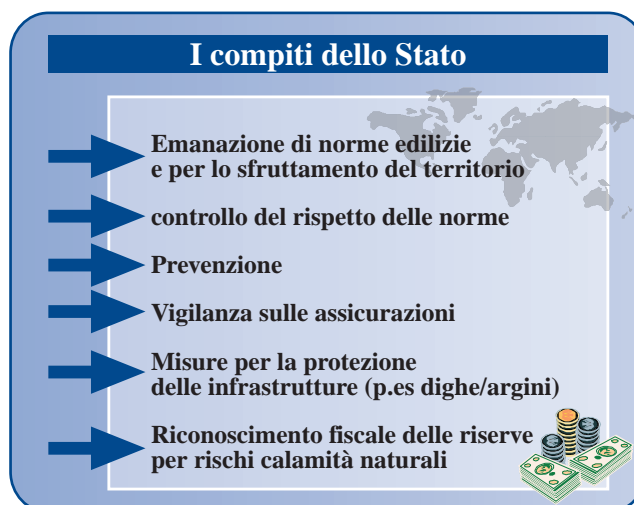 I compiti dello Stato
Emanazione di norme edilizie
e per lo sfruttamento del territorio
controllo del rispetto delle norme
Prevenzione
Vigilanza sulle assicurazioni
Misure per la protezione
delle infrastrutture (p.es dighe/argini)
Riconoscimento fiscale delle riserve
per rischi calamità naturali